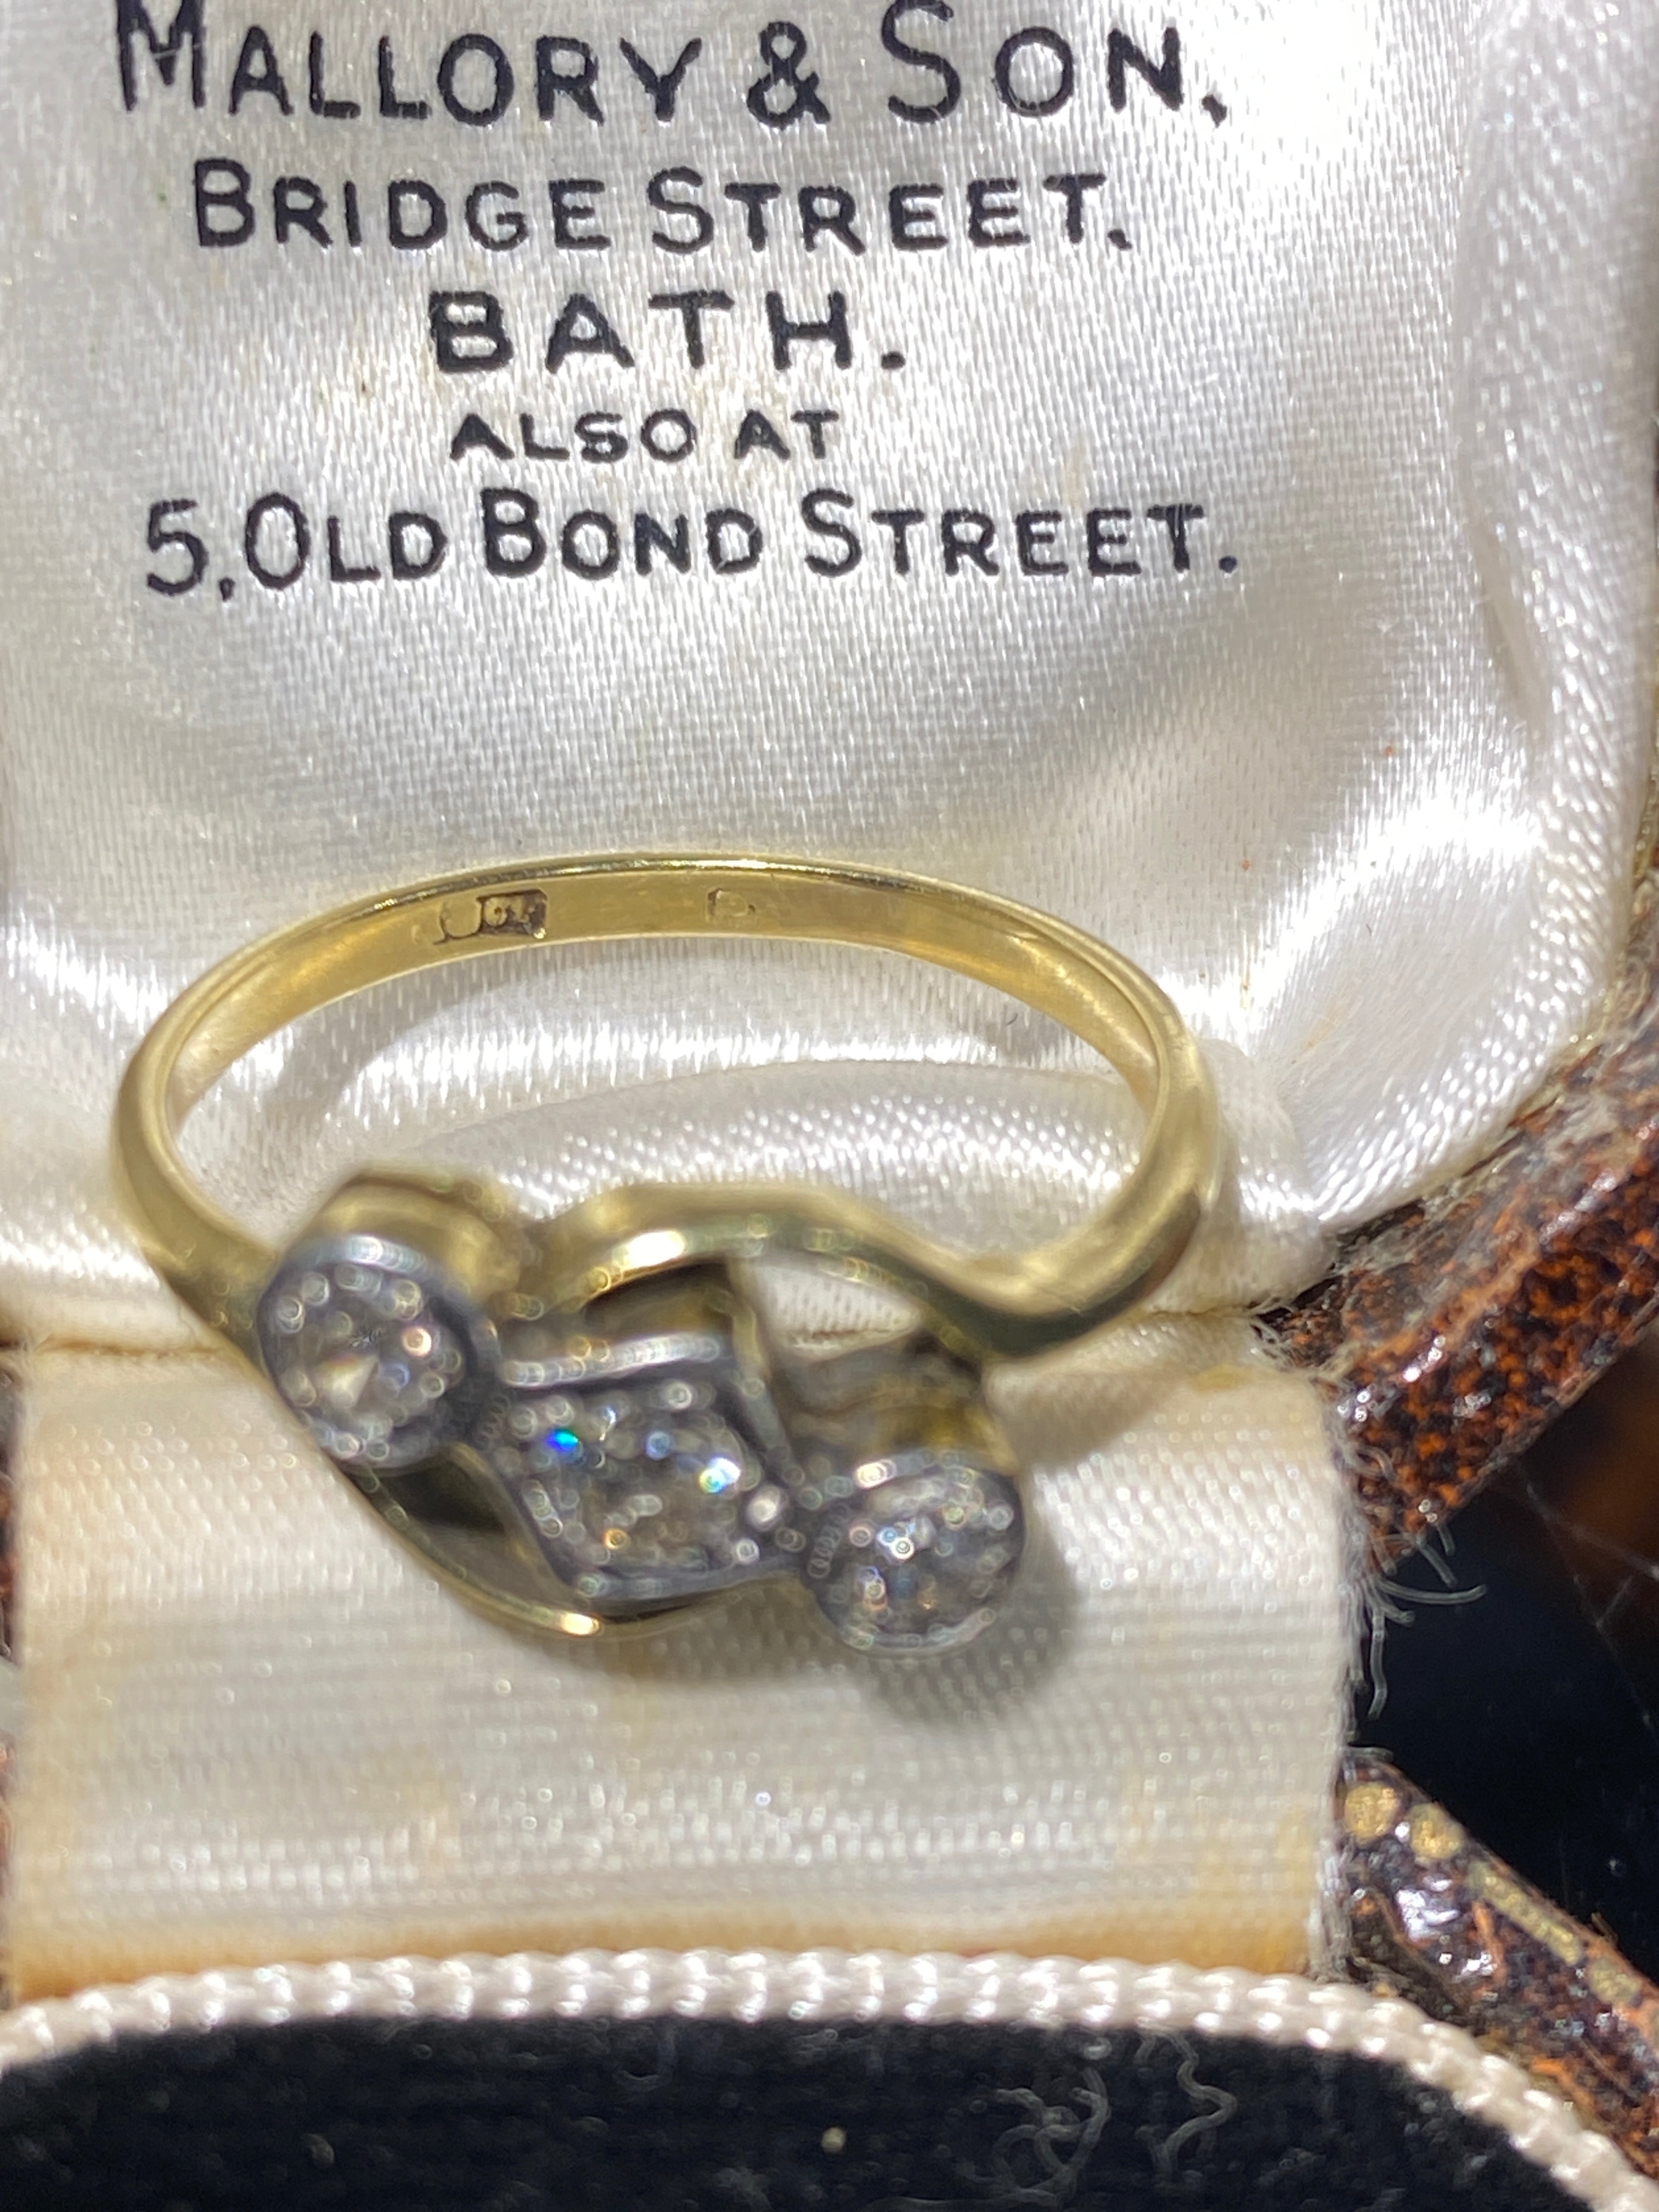 MALLORY & SON,
BRIDGE STREET.
BATH.
ALSO AT
5, OLD BOND STREET.